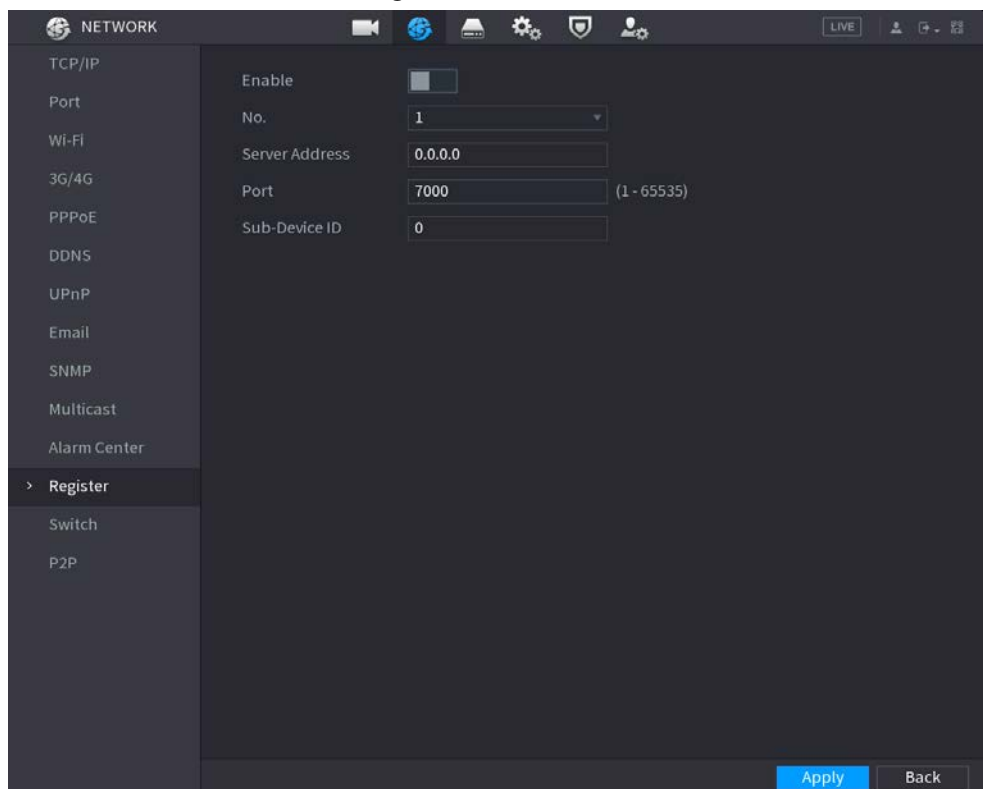 NETWORK
LIVE
TCP/IP
Port
Wi-Fi
3G/4G
PPPoE
DDNS
UPnP
Email
SNMP
Multicast
Alarm Center
> Register
Switch
P2P
Enable
No. 1
Server Address 0.0.0.0
Port 7000 (1 - 65535)
Sub-Device ID 0
Apply Back